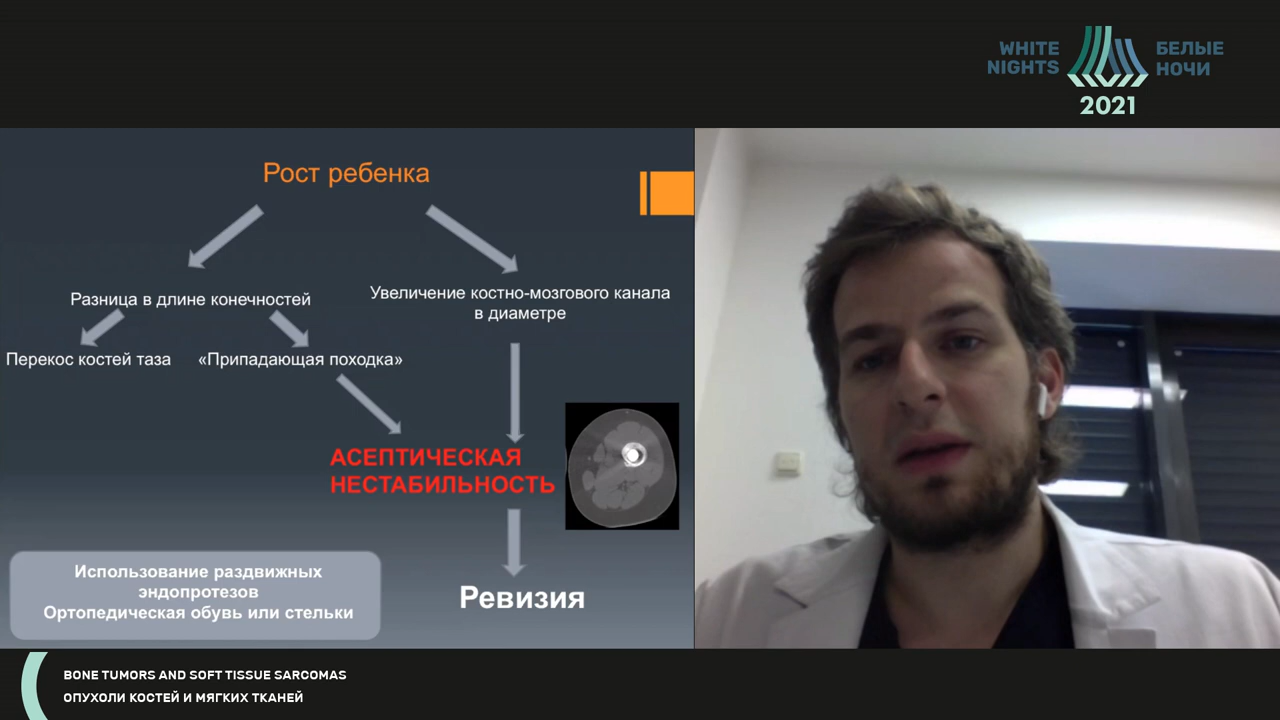 WHITE
NIGHTS
БЕЛЫЕ
НОЧИ
2021
Рост ребенка
Разница в длине конечностей
Увеличение костно-мозгового канала
в диаметре
Перекос костей таза
«Припадающая походка»
АСЕПТИЧЕСКАЯ
НЕСТАБИЛЬНОСТЬ
Использование раздвижных
эндопротезов
Ортопедическая обувь или стельки
Ревизия
BONE TUMORS AND SOFT TISSUE SARCOMAS
ОПУХОЛИ КОСТЕЙ И МЯГКИХ ТКАНЕЙ